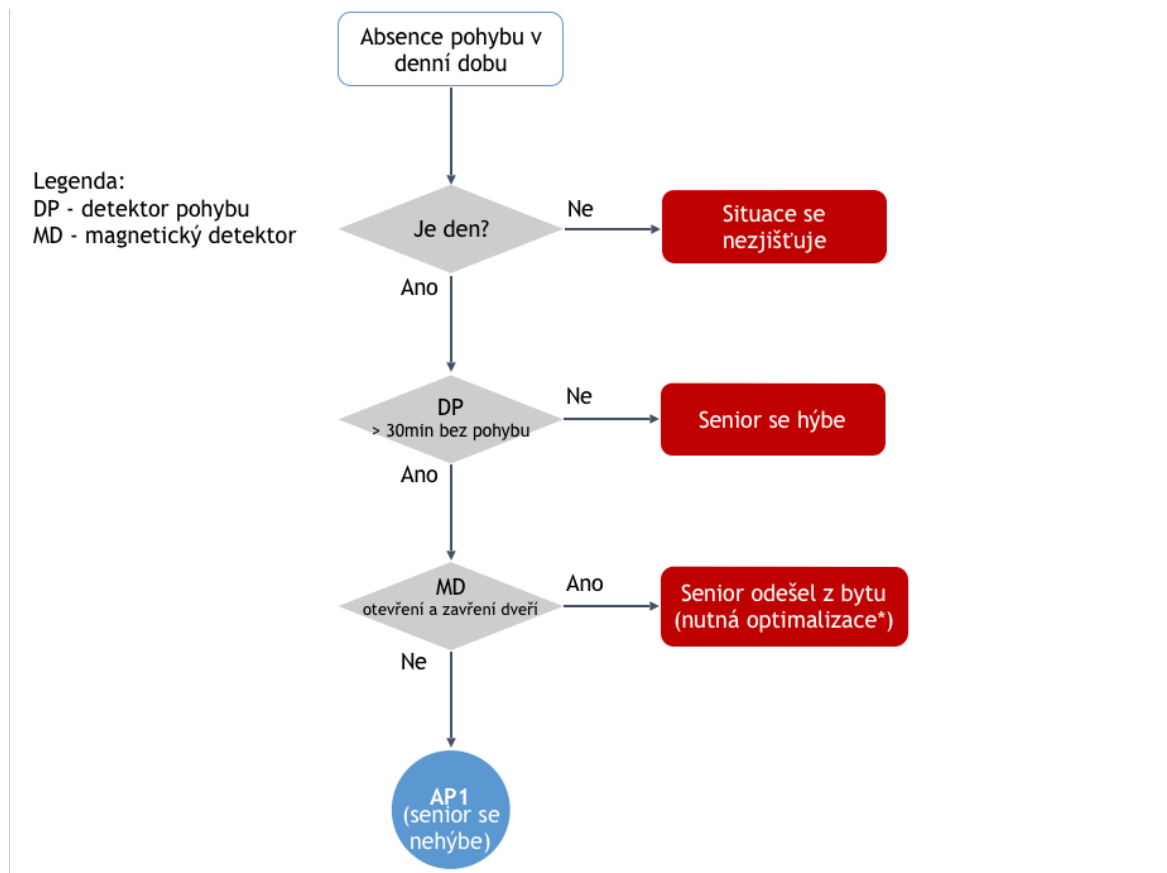 Absence pohybu v
denní dobu
Legenda:
DP - detektor pohybu
MD - magnetický detektor
Je den?
Ne
Situace se
nezjišťuje
Ano
DP
> 30min bez pohybu
Ne
Senior se hýbe
Ano
MD
otevření a zavření dveří
Ano
Senior odešel z bytu
(nutná optimalizace*)
Ne
AP1
(senior se
nehýbe)